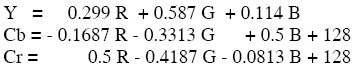 Y = 0.299 R + 0.587 G + 0.114 B
Cb = - 0.1687 R - 0.3313 G + 0.5 B + 128
Cr = 0.5 R - 0.4187 G - 0.0813 B + 128